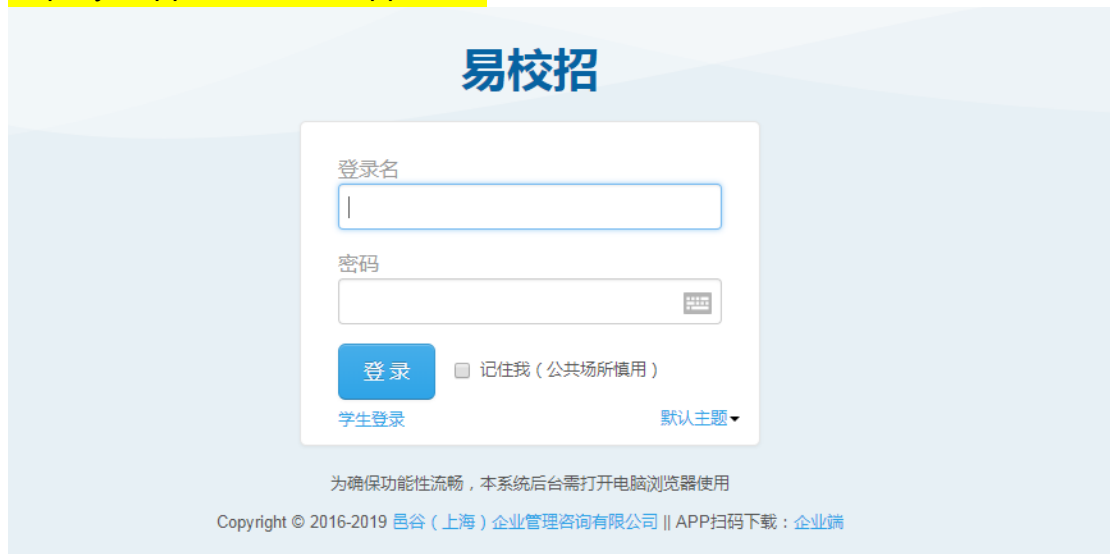 易校招
登录名
密码
登 录 记住我（公共场所慎用）
学生登录 默认主题
为确保功能性流畅，本系统后台需打开电脑浏览器使用
Copyright © 2016-2019 邑谷（上海）企业管理咨询有限公司 || APP扫码下载：企业端